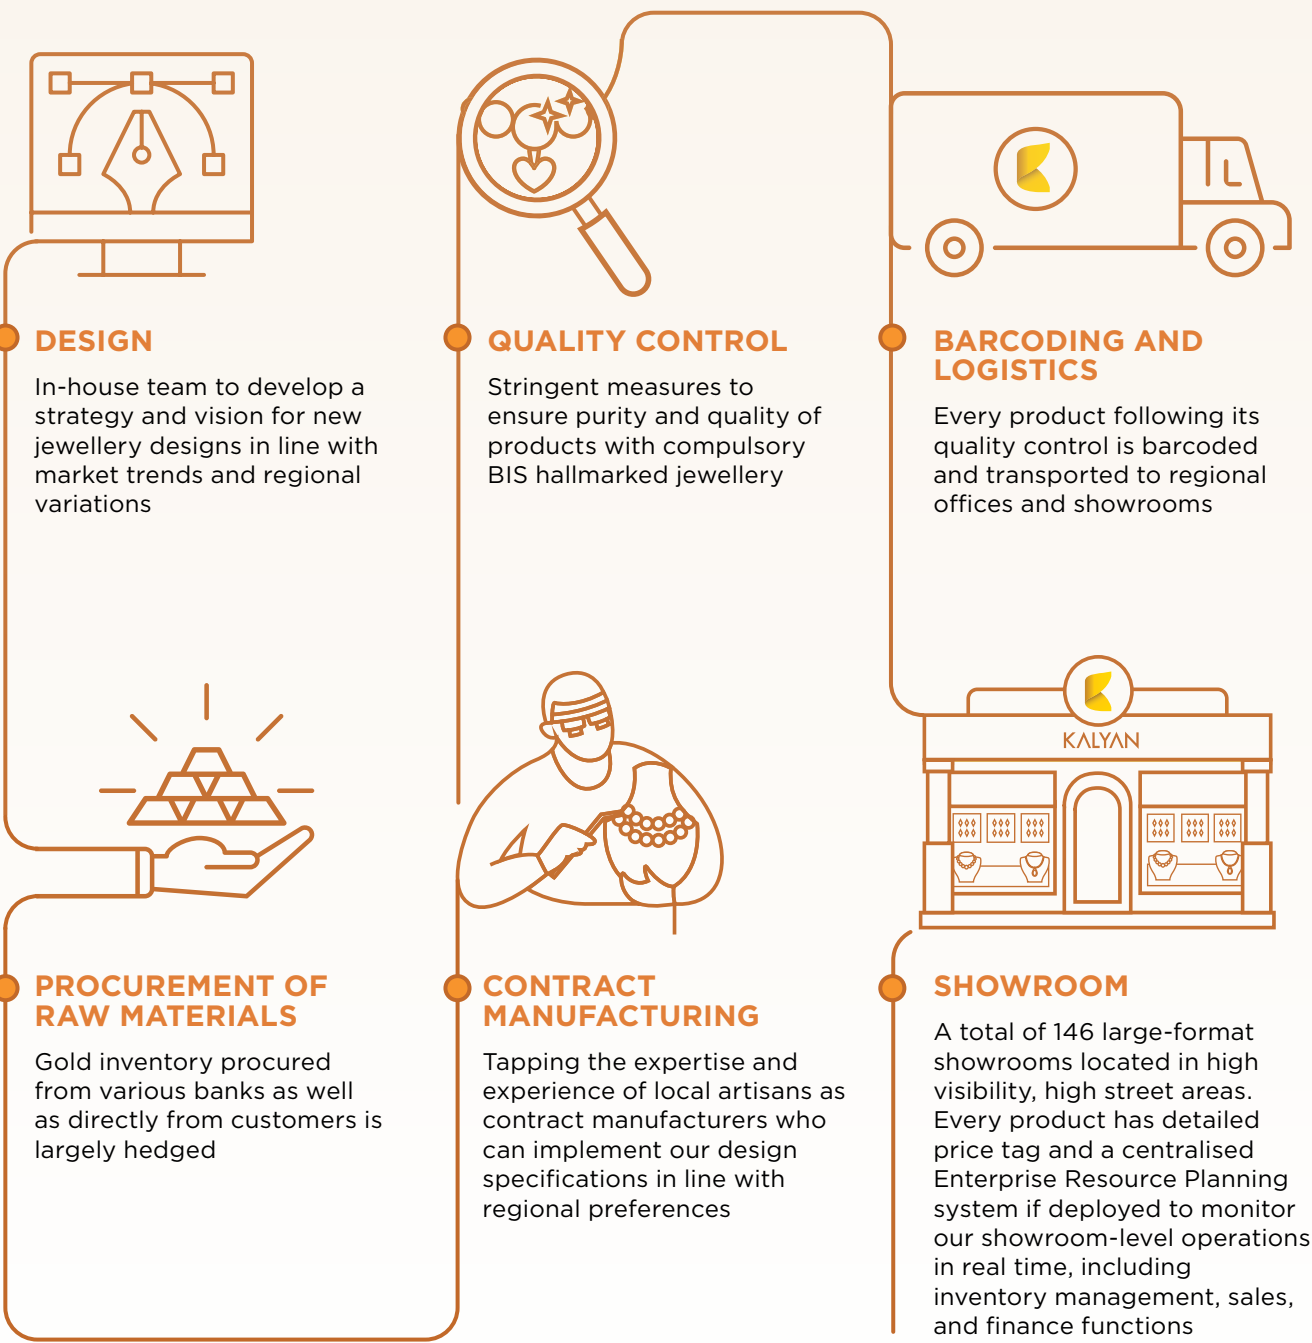 DESIGN
In-house team to develop a
strategy and vision for new
jewellery designs in line with
market trends and regional
variations
PROCUREMENT OF
RAW MATERIALS
Gold inventory procured
from various banks as well
as directly from customers is
largely hedged
CONTRACT
MANUFACTURING
Tapping the expertise and
experience of local artisans as
contract manufacturers who
can implement our design
specifications in line with
regional preferences
QUALITY CONTROL
Stringent measures to
ensure purity and quality of
products with compulsory
BIS hallmarked jewellery
BARCODING AND
LOGISTICS
Every product following its
quality control is barcoded
and transported to regional
offices and showrooms
KALYAN
SHOWROOM
A total of 146 large-format
showrooms located in high
visibility, high street areas.
Every product has detailed
price tag and a centralised
Enterprise Resource Planning
system if deployed to monitor
our showroom-level operations
in real time, including
inventory management, sales,
and finance functions